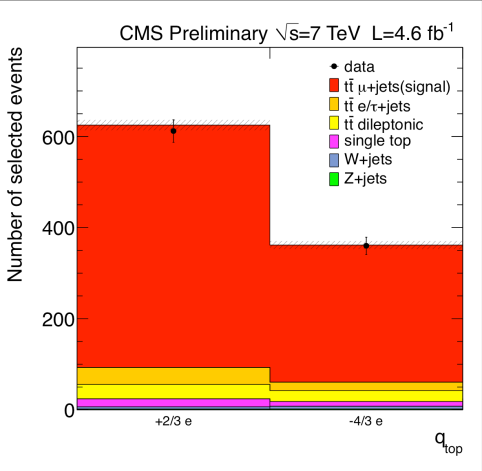 CMS Preliminary √s=7 TeV L=4.6 fb⁻¹
Number of selected events
data
tt̄ μ+jets(signal)
tt̄ e/τ+jets
tt̄ dileptonic
single top
W+jets
Z+jets
600
400
200
0
+2/3 e
-4/3 e
q_top